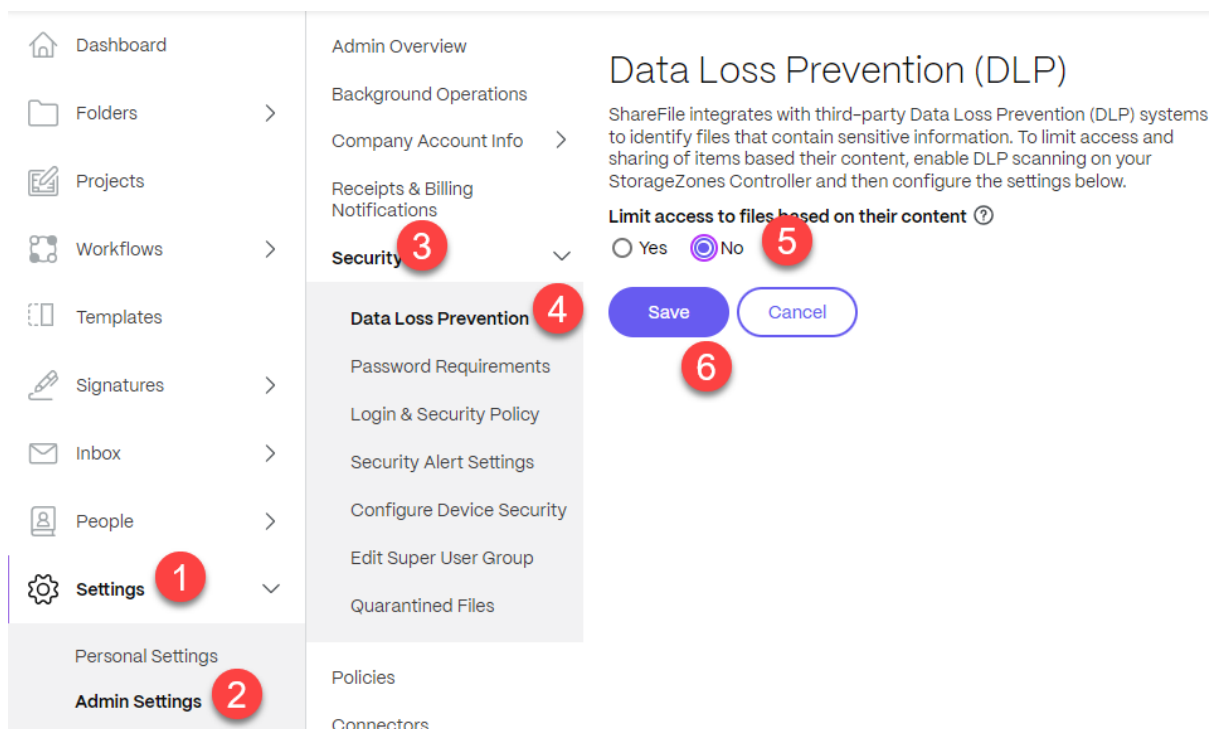 Dashboard
Folders
Projects
Workflows
Templates
Signatures
Inbox
People
Settings 1
Personal Settings
Admin Settings 2
Admin Overview
Background Operations
Company Account Info
Receipts & Billing
Notifications
Security 3
Data Loss Prevention 4
Password Requirements
Login & Security Policy
Security Alert Settings
Configure Device Security
Edit Super User Group
Quarantined Files
Policies
Connectors
Data Loss Prevention (DLP)
ShareFile integrates with third-party Data Loss Prevention (DLP) systems
to identify files that contain sensitive information. To limit access and
sharing of items based their content, enable DLP scanning on your
StorageZones Controller and then configure the settings below.
Limit access to files based on their content ?
Yes No 5
Save Cancel
6